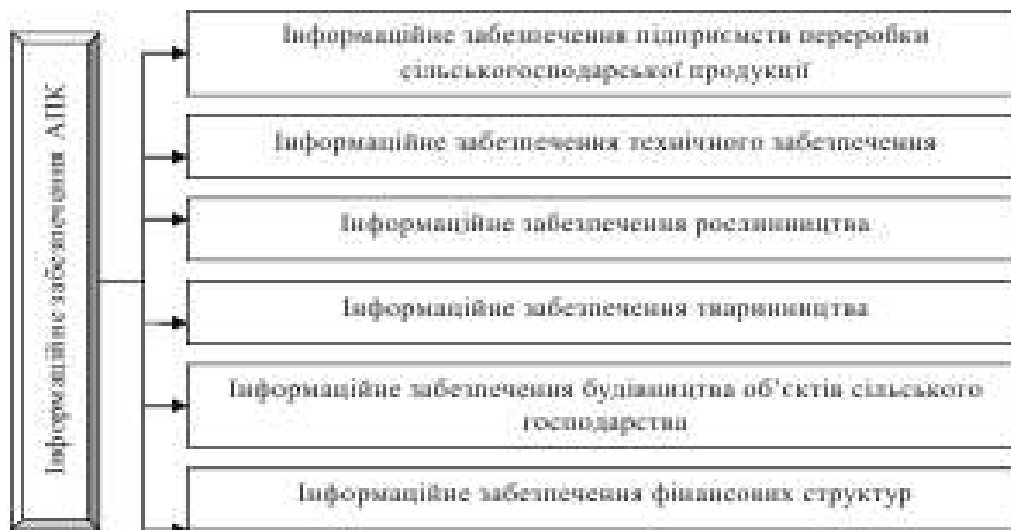 Інформаційне забезпечення АПК
Інформаційне забезпечення підприємств переробки
сільськогосподарської продукції
Інформаційне забезпечення технічного забезпечення
Інформаційне забезпечення рослинництва
Інформаційне забезпечення тваринництва
Інформаційне забезпечення будівництва об’єктів сільського
господарства
Інформаційне забезпечення фінансових структур